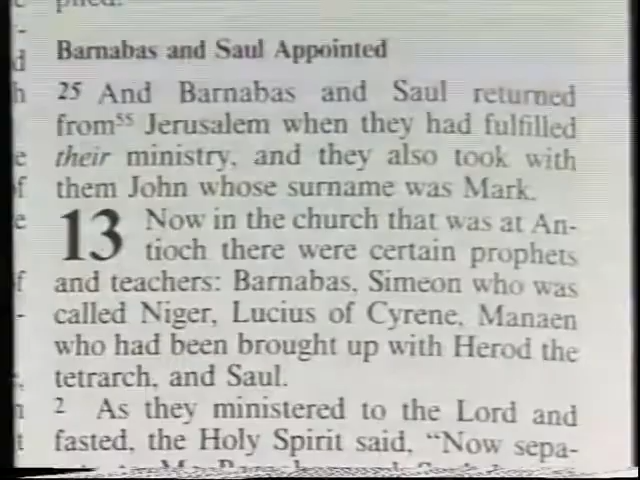 plied.
Barnabas and Saul Appointed
25 And Barnabas and Saul returned
from⁵⁵ Jerusalem when they had fulfilled
their ministry, and they also took with
them John whose surname was Mark.
13 Now in the church that was at An-
tioch there were certain prophets
and teachers: Barnabas, Simeon who was
called Niger, Lucius of Cyrene, Manaen
who had been brought up with Herod the
tetrarch, and Saul.
2 As they ministered to the Lord and
fasted, the Holy Spirit said, “Now sepa-